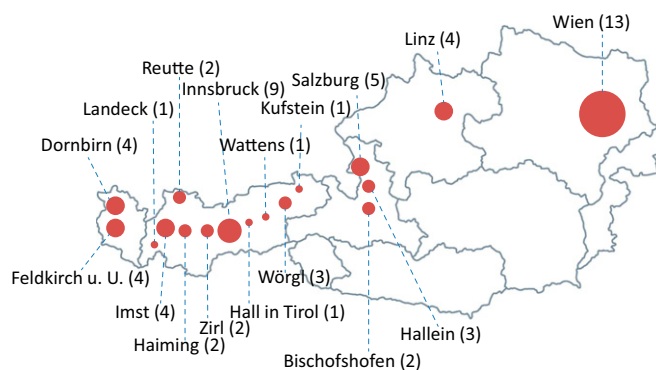 Wien (13)
Linz (4)
Reutte (2)
Salzburg (5)
Innsbruck (9)
Landeck (1)
Kufstein (1)
Dornbirn (4)
Wattens (1)
Feldkirch u. U. (4)
Wörgl (3)
Imst (4)
Hall in Tirol (1)
Zirl (2)
Hallein (3)
Haiming (2)
Bischofshofen (2)